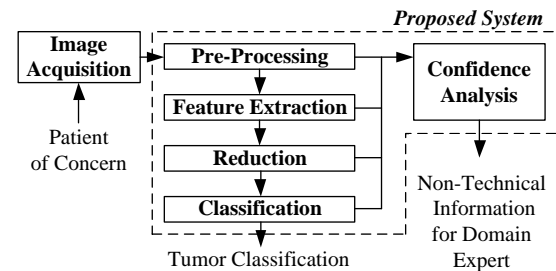 Proposed System
Image
Acquisition
Pre-Processing
Feature Extraction
Reduction
Classification
Confidence
Analysis
Patient
of Concern
Tumor Classification
Non-Technical
Information
for Domain
Expert